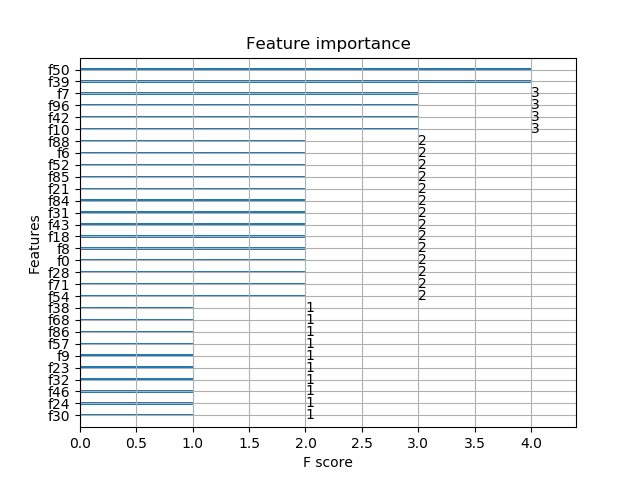 Feature importance
f50
f39
f7 3
f96 3
f42 3
f10 3
f88 2
f6 2
f52 2
f85 2
f21 2
f84 2
f31 2
f43 2
f18 2
f8 2
f0 2
f28 2
f71 2
f54 2
f38 1
f68 1
f86 1
f57 1
f9 1
f23 1
f32 1
f46 1
f24 1
f30 1
Features
0.0 0.5 1.0 1.5 2.0 2.5 3.0 3.5 4.0
F score